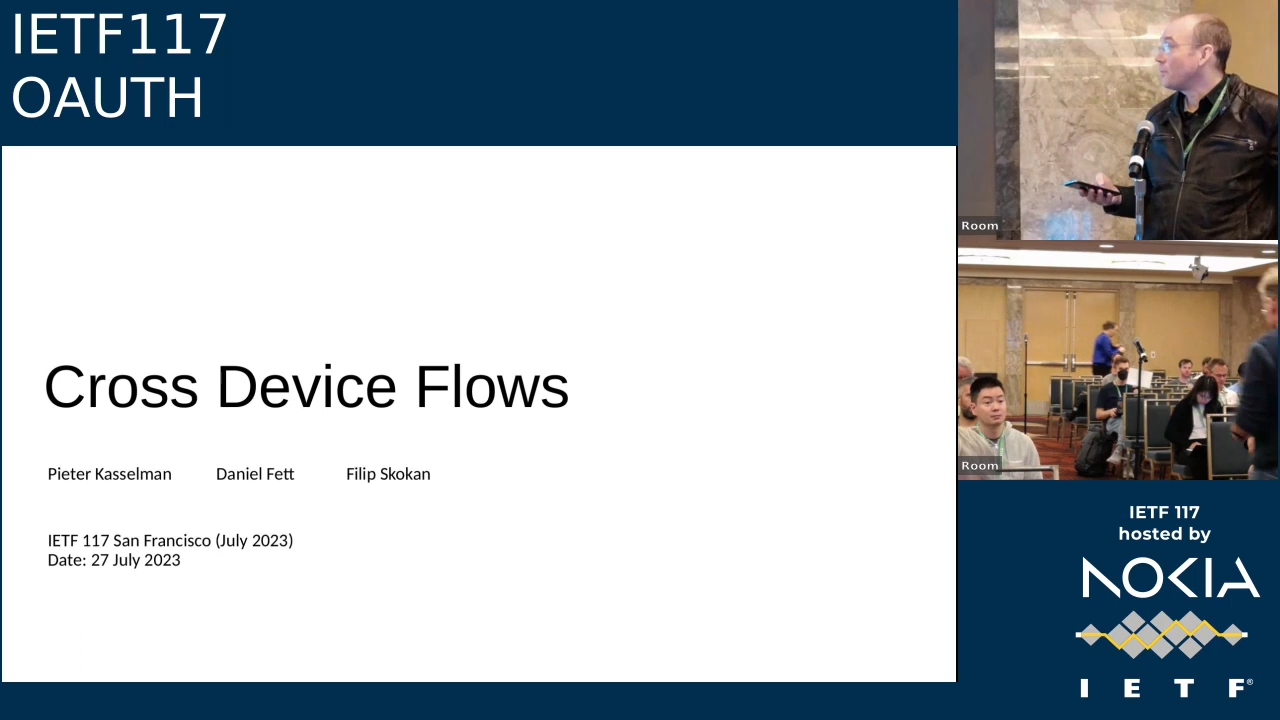 IETF117
OAUTH
Room
Cross Device Flows
Pieter Kasselman Daniel Fett Filip Skokan
Room
IETF 117 San Francisco (July 2023)
Date: 27 July 2023
IETF 117
hosted by
NOKIA
I E T F®